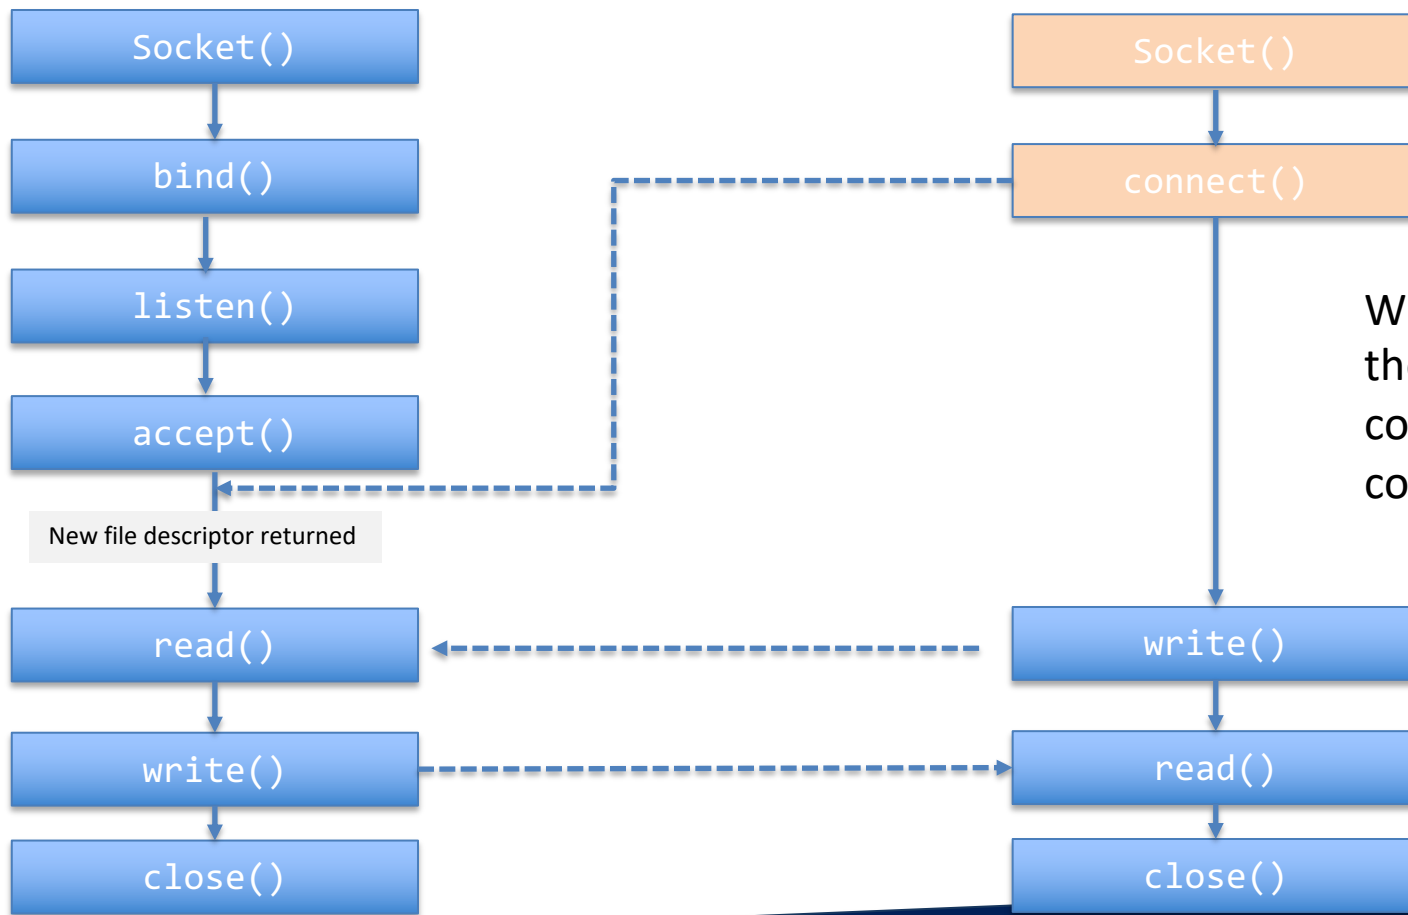 Socket()
bind()
listen()
accept()
New file descriptor returned
read()
write()
close()
Socket()
connect()
write()
read()
close()